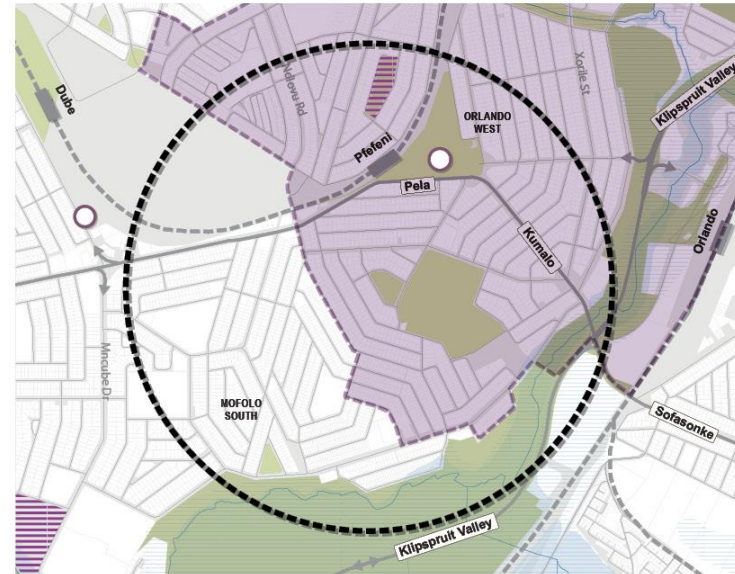 Dube
Ndlovu Rd
Xorile St
Klipspruit Valley
ORLANDO
WEST
Pfefeni
Pela
Kumalo
Orlando
Mncube Dr
MOFOLO
SOUTH
Sofasonke
Klipspruit Valley